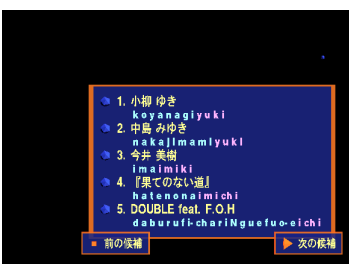 1. 小柳 ゆき
koyanagiyuki
2. 中島 みゆき
nakajImamIyukI
3. 今井 美樹
imaimiki
4. 『果てのない道』
hatenonaimichi
5. DOUBLE feat. F.O.H
daburufi-chariNguefuo-eichi
前の候補
次の候補